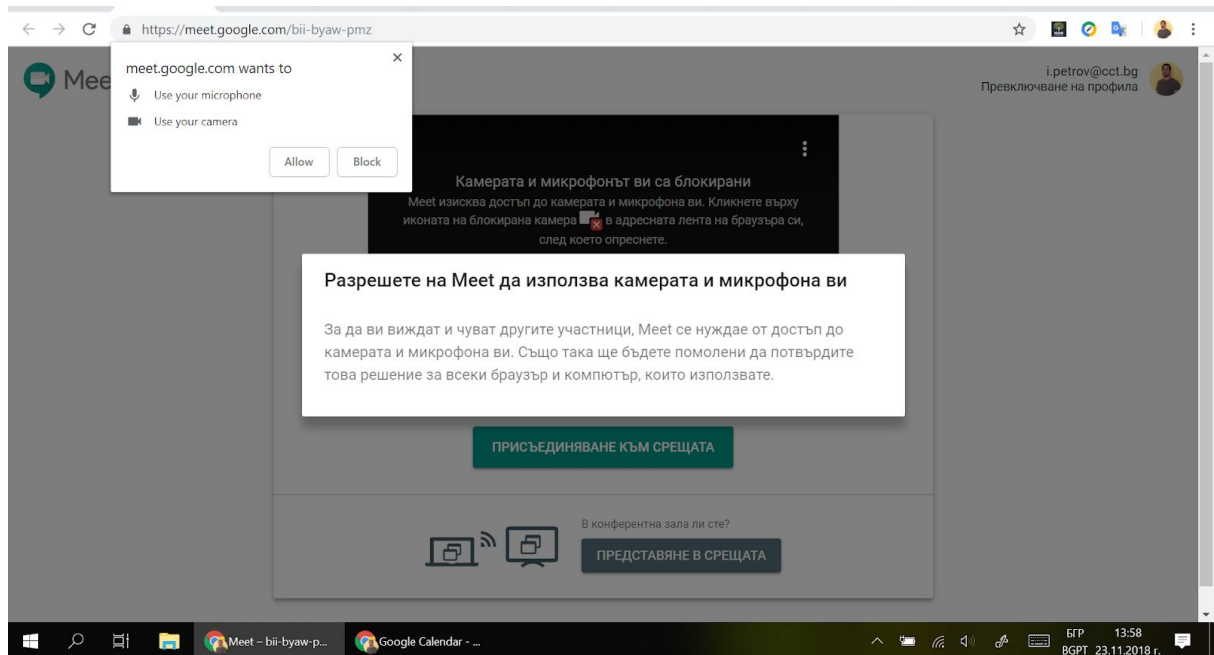 https://meet.google.com/bii-byaw-pmz
meet.google.com wants to
Use your microphone
Use your camera
Allow
Block
Mee
i.petrov@cct.bg
Превключване на профила
Камерата и микрофонът ви са блокирани
Meet изисква достъп до камерата и микрофона ви. Кликнете върху
иконата на блокирана камера в адресната лента на браузъра си,
след което опреснете.
Разрешете на Meet да използва камерата и микрофона ви
За да ви виждат и чуват другите участници, Meet се нуждае от достъп до
камерата и микрофона ви. Също така ще бъдете помолени да потвърдите
това решение за всеки браузър и компютър, които използвате.
ПРИСЪЕДИНЯВАНЕ КЪМ СРЕЩАТА
В конферентна зала ли сте?
ПРЕДСТАВЯНЕ В СРЕЩАТА
Meet – bii-byaw-p...
Google Calendar - ...
БГР
BGPT
13:58
23.11.2018 г.